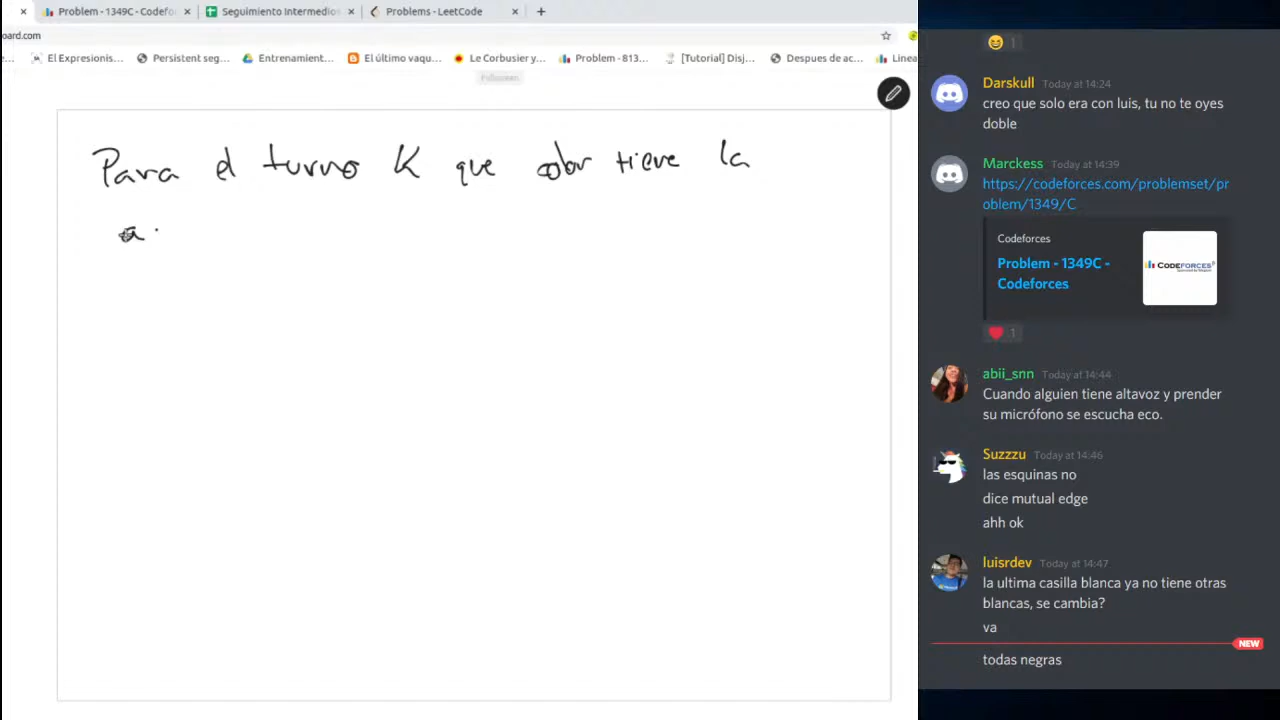 Problem - 1349C - Codefo
Seguimiento Intermedios
Problems - LeetCode
oard.com
El Expresionis...
Persistent seg...
Entrenamient...
El último vaqu...
Le Corbusier y...
Problem - 813...
[Tutorial] Disj...
Despues de ac...
Linea
Fullscreen
Para el turno K que color tiene la
a
1
Darskull Today at 14:24
creo que solo era con luis, tu no te oyes
doble
Marckess Today at 14:39
https://codeforces.com/problemset/pr
oblem/1349/C
Codeforces
Problem - 1349C -
Codeforces
CODEFORCES
1
abii_snn Today at 14:44
Cuando alguien tiene altavoz y prender
su micrófono se escucha eco.
Suzzzu Today at 14:46
las esquinas no
dice mutual edge
ahh ok
luisrdev Today at 14:47
la ultima casilla blanca ya no tiene otras
blancas, se cambia?
va
NEW
todas negras